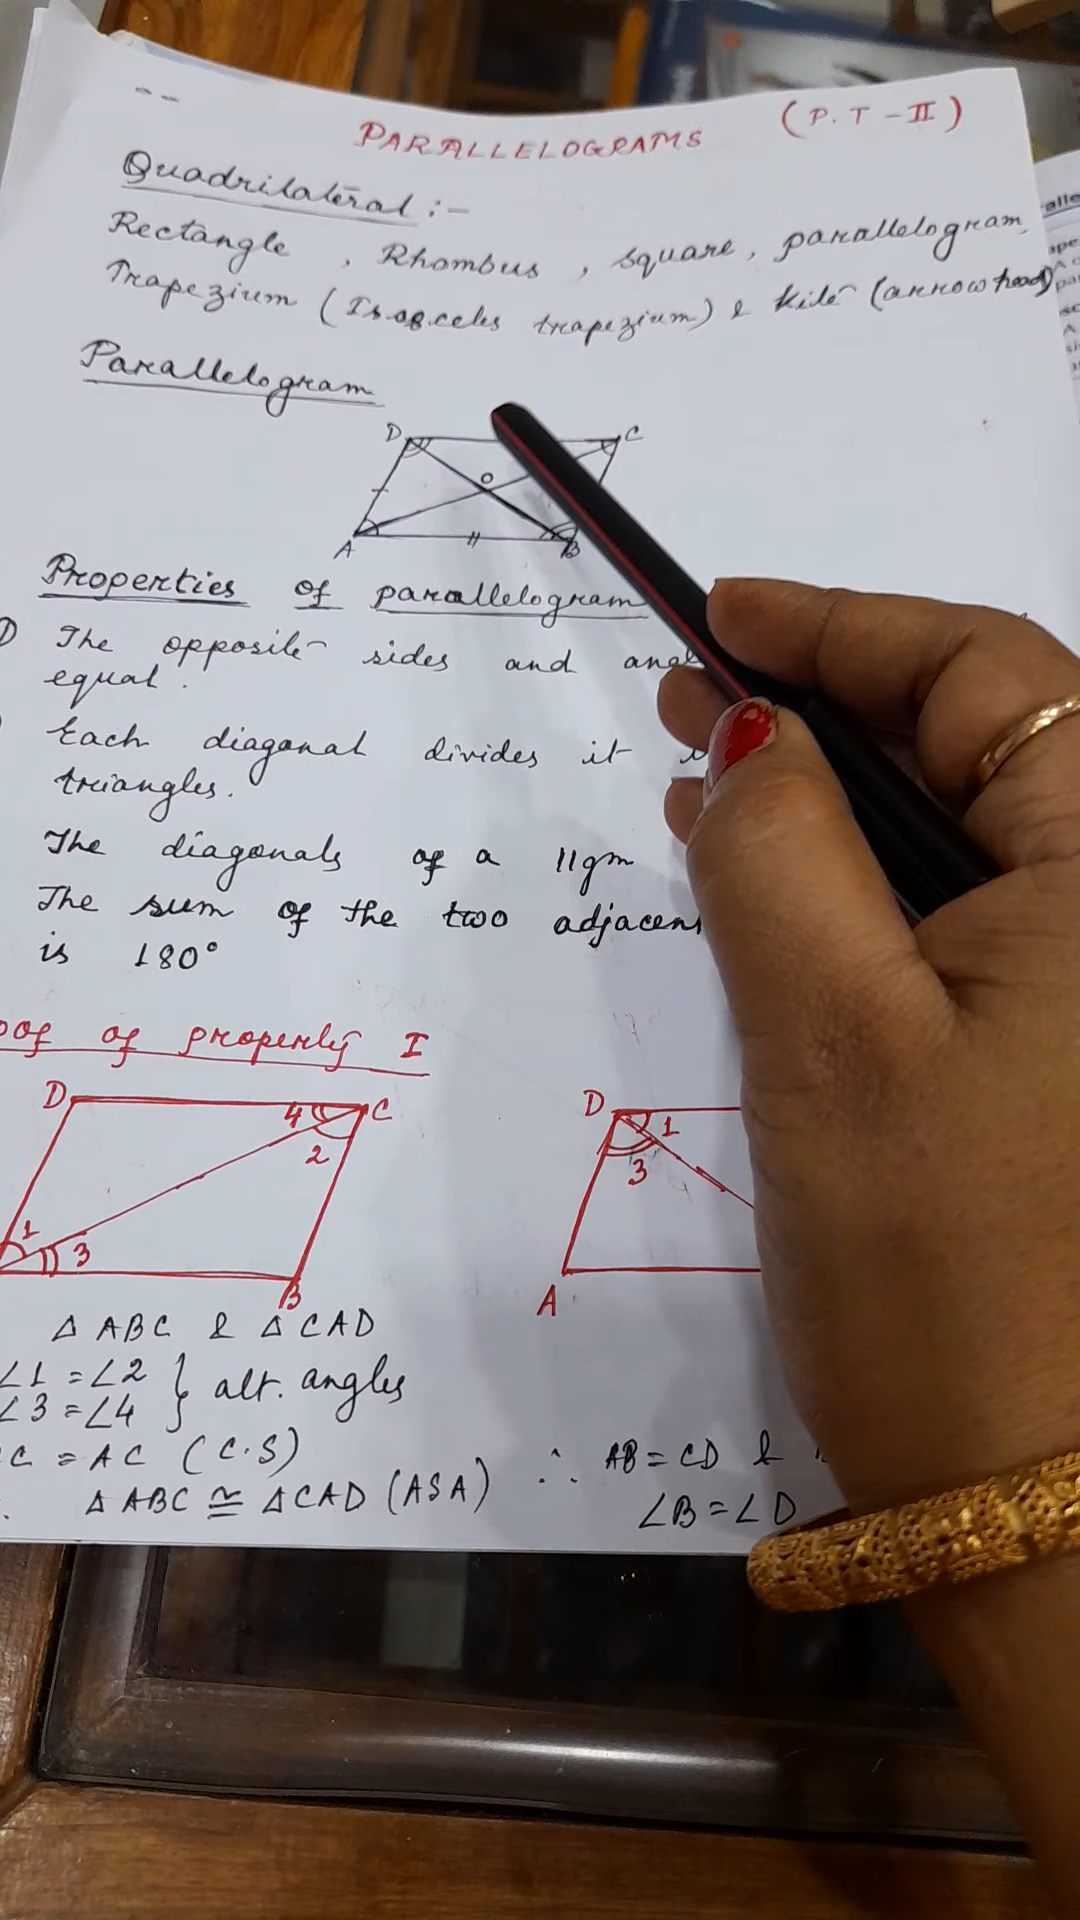 PARALLELOGRAMS (P.T-II)
Quadrilateral :-
Rectangle, Rhombus, square, parallelogram,
Trapezium (Isosceles trapezium) & Kite (arrow head)
Parallelogram
D C
O
A B
Properties of parallelogram
The opposite sides and
equal.
Each diagonal divides it
triangles.
The diagonals of a ||gm
The sum of the two
is 180°
of property I
D 4 C D 1
2 3
1 3
B A
Δ ABC & Δ CAD
∠1 = ∠2 } alt. angles
∠3 = ∠4
= AC (C.S)
Δ ABC ≅ Δ CAD (ASA) ∴ AB = CD &
∠B = ∠D